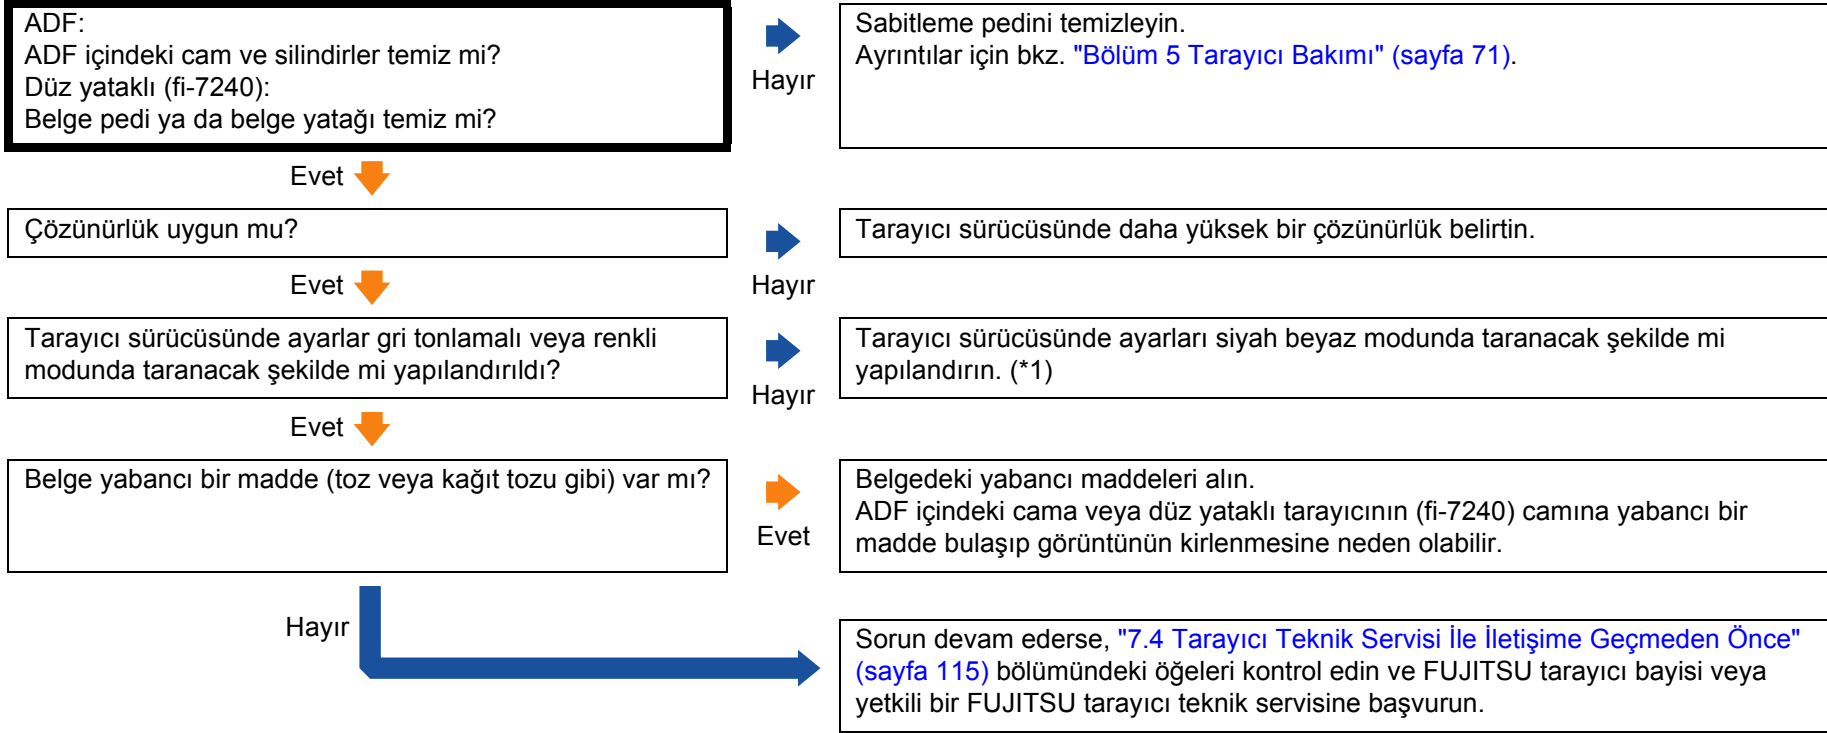 ADF:
ADF içindeki cam ve silindirler temiz mi?
Düz yataklı (fi-7240):
Belge pedi ya da belge yatağı temiz mi?
Hayır
Sabitleme pedini temizleyin.
Ayrıntılar için bkz. "Bölüm 5 Tarayıcı Bakımı" (sayfa 71).
Evet
Çözünürlük uygun mu?
Hayır
Tarayıcı sürücüsünde daha yüksek bir çözünürlük belirtin.
Evet
Tarayıcı sürücüsünde ayarlar gri tonlamalı veya renkli
modunda taranacak şekilde mi yapılandırıldı?
Hayır
Tarayıcı sürücüsünde ayarları siyah beyaz modunda taranacak şekilde mi
yapılandırın. (*1)
Evet
Belge yabancı bir madde (toz veya kağıt tozu gibi) var mı?
Evet
Belgedeki yabancı maddeleri alın.
ADF içindeki cama veya düz yataklı tarayıcının (fi-7240) camına yabancı bir
madde bulaşıp görüntünün kirlenmesine neden olabilir.
Hayır
Sorun devam ederse, "7.4 Tarayıcı Teknik Servisi İle İletişime Geçmeden Önce"
(sayfa 115) bölümündeki öğeleri kontrol edin ve FUJITSU tarayıcı bayisi veya
yetkili bir FUJITSU tarayıcı teknik servisine başvurun.